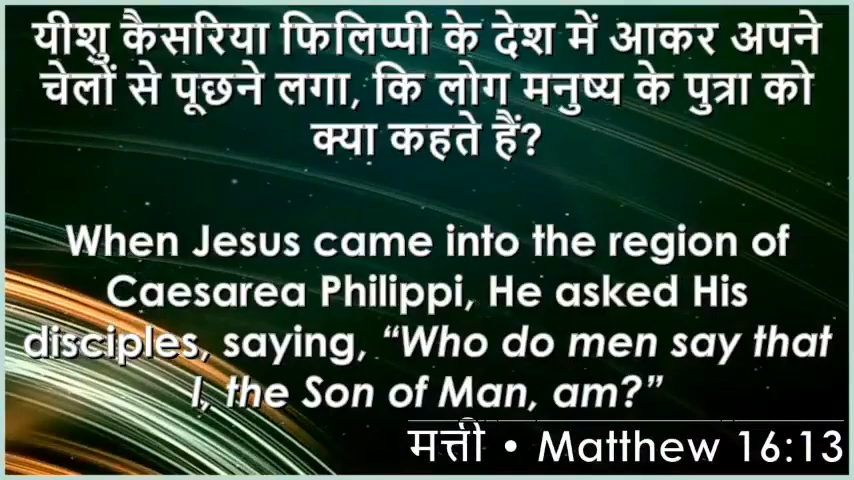 यीशु कैसरिया फिलिप्पी के देश में आकर अपने
चेलों से पूछने लगा, कि लोग मनुष्य के पुत्रा को
क्या कहते हैं?
When Jesus came into the region of
Caesarea Philippi, He asked His
disciples, saying, “Who do men say that
I, the Son of Man, am?”
मत्ती • Matthew 16:13